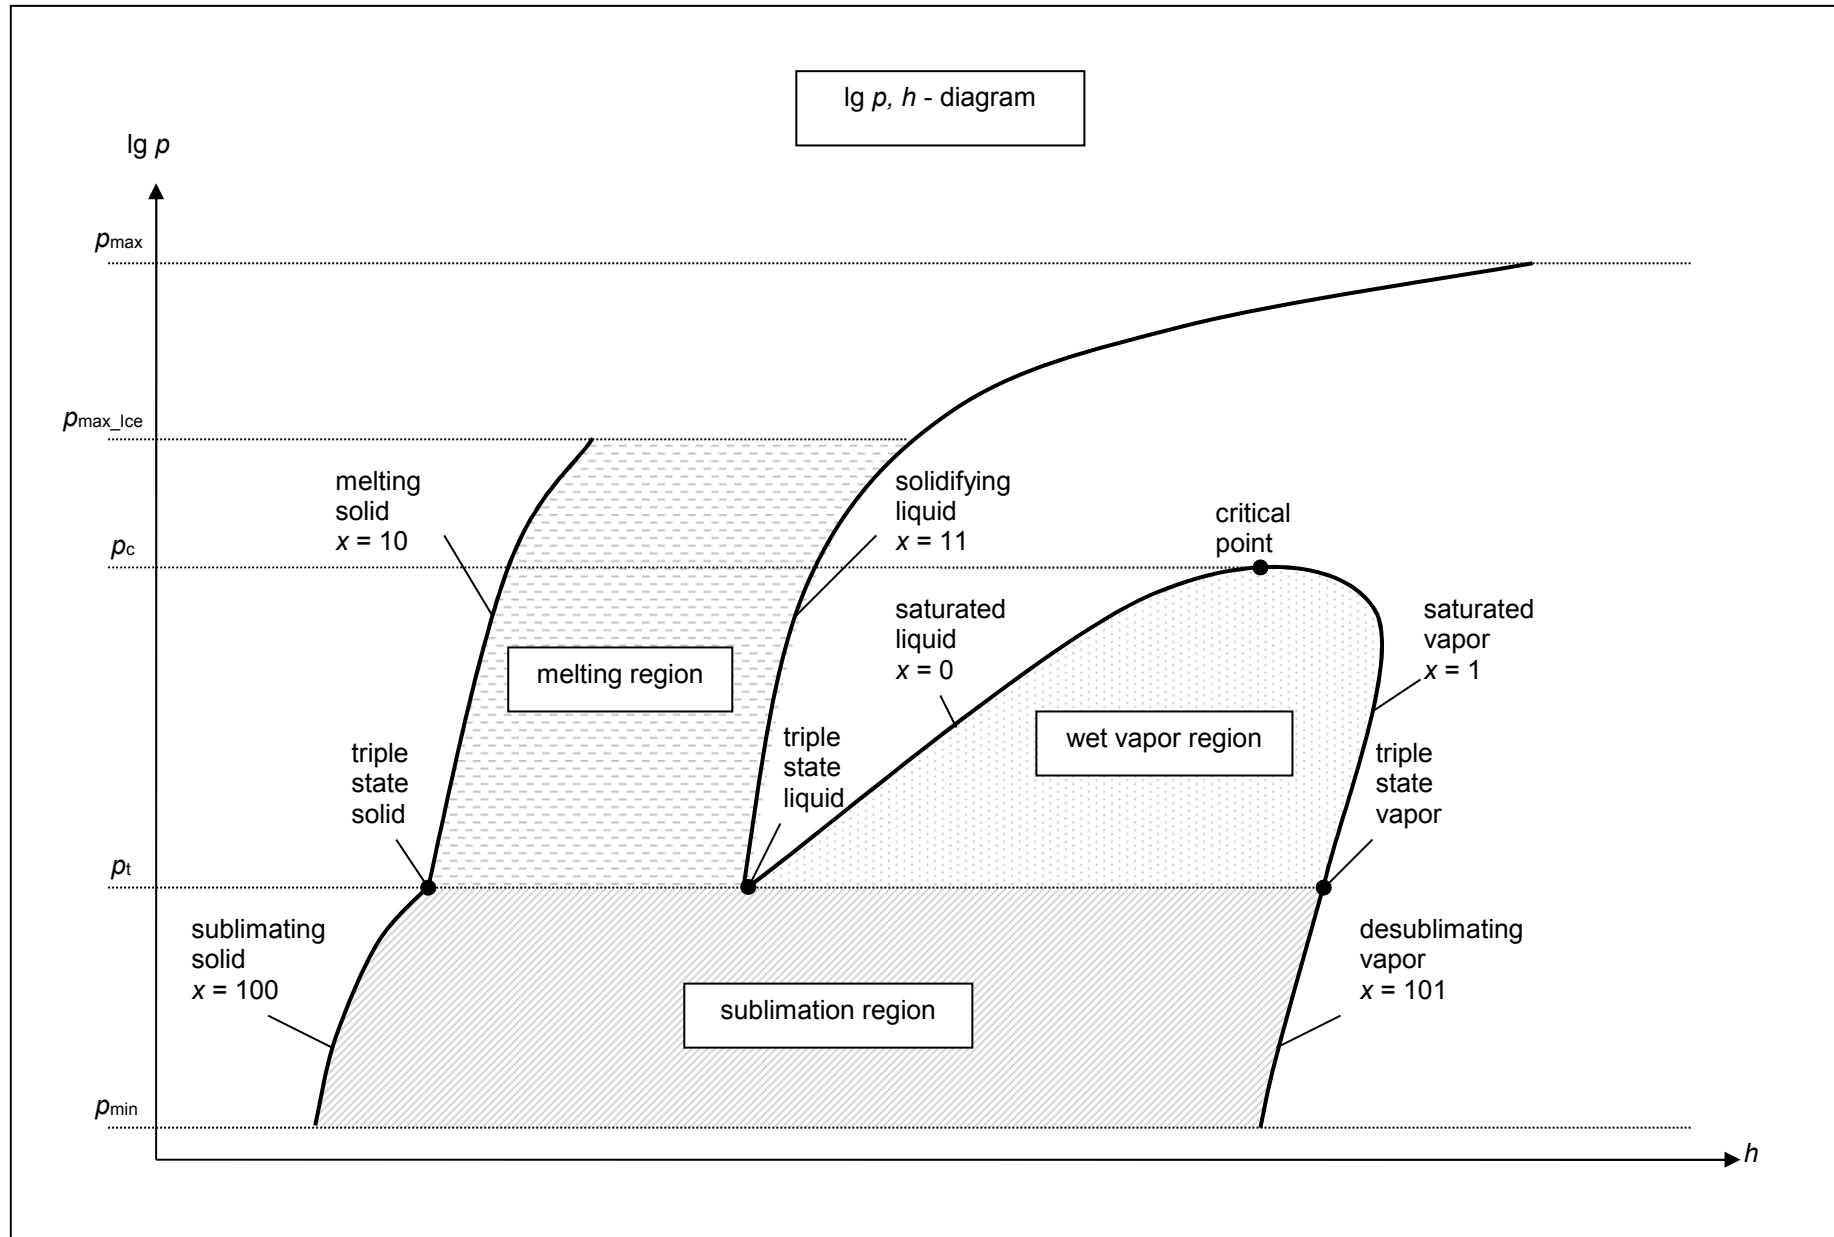 lg p, h - diagram
lg p
pmax
pmax_Ice
melting
solid
x = 10
solidifying
liquid
x = 11
critical
point
pc
saturated
liquid
x = 0
saturated
vapor
x = 1
melting region
wet vapor region
triple
state
solid
triple
state
liquid
triple
state
vapor
pt
sublimating
solid
x = 100
desublimating
vapor
x = 101
sublimation region
pmin
h